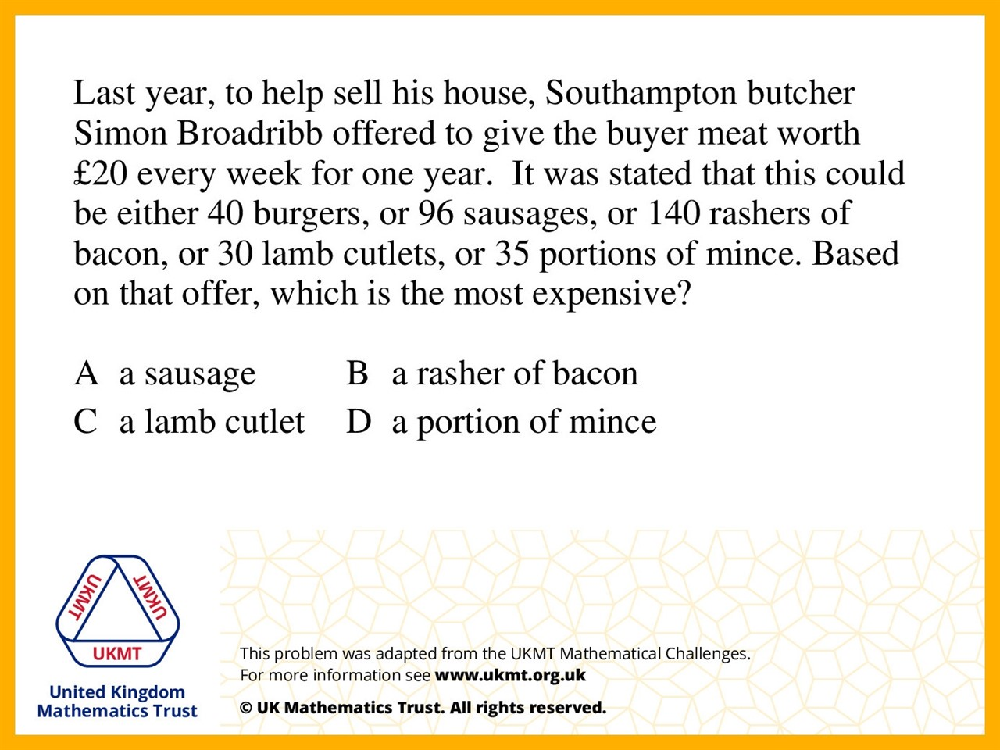 Last year, to help sell his house, Southampton butcher
Simon Broadribb offered to give the buyer meat worth
£20 every week for one year.  It was stated that this could
be either 40 burgers, or 96 sausages, or 140 rashers of
bacon, or 30 lamb cutlets, or 35 portions of mince. Based
on that offer, which is the most expensive?
A a sausage B a rasher of bacon
C a lamb cutlet D a portion of mince
UKMT UKMT
UKMT
United Kingdom
Mathematics Trust
This problem was adapted from the UKMT Mathematical Challenges.
For more information see www.ukmt.org.uk
© UK Mathematics Trust. All rights reserved.